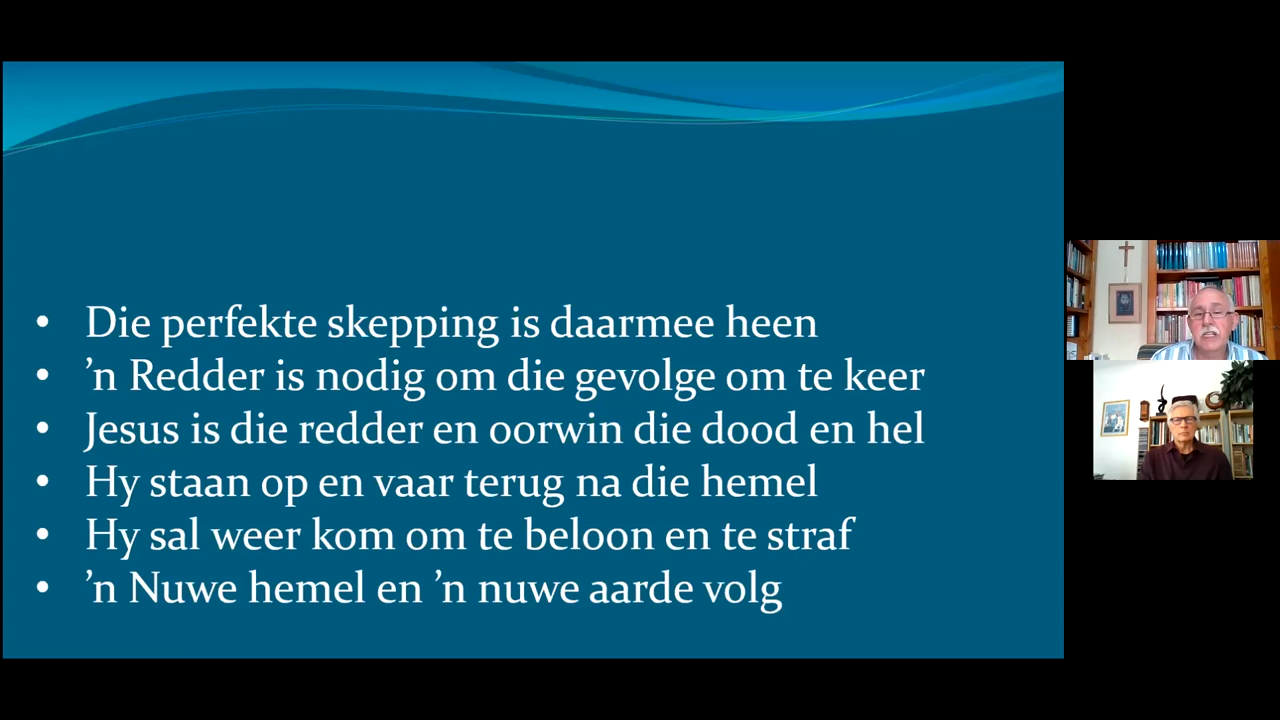 • Die perfekte skepping is daarmee heen
• ’n Redder is nodig om die gevolge om te keer
• Jesus is die redder en oorwin die dood en hel
• Hy staan op en vaar terug na die hemel
• Hy sal weer kom om te beloon en te straf
• ’n Nuwe hemel en ’n nuwe aarde volg